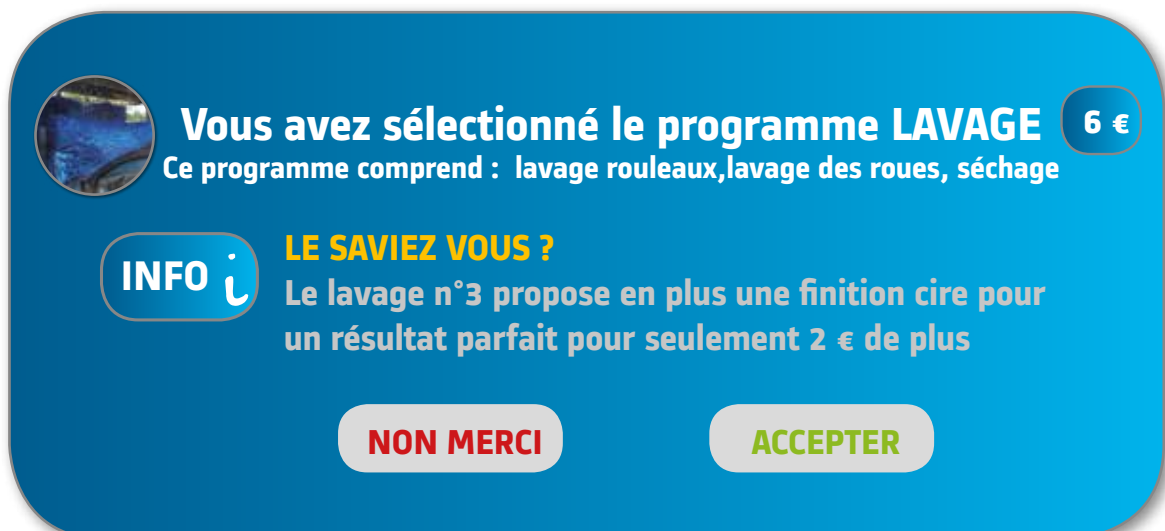 Vous avez sélectionné le programme LAVAGE 6 €
Ce programme comprend : lavage rouleaux,lavage des roues, séchage
LE SAVIEZ VOUS ?
INFO i
Le lavage n°3 propose en plus une finition cire pour
un résultat parfait pour seulement 2 € de plus
NON MERCI ACCEPTER